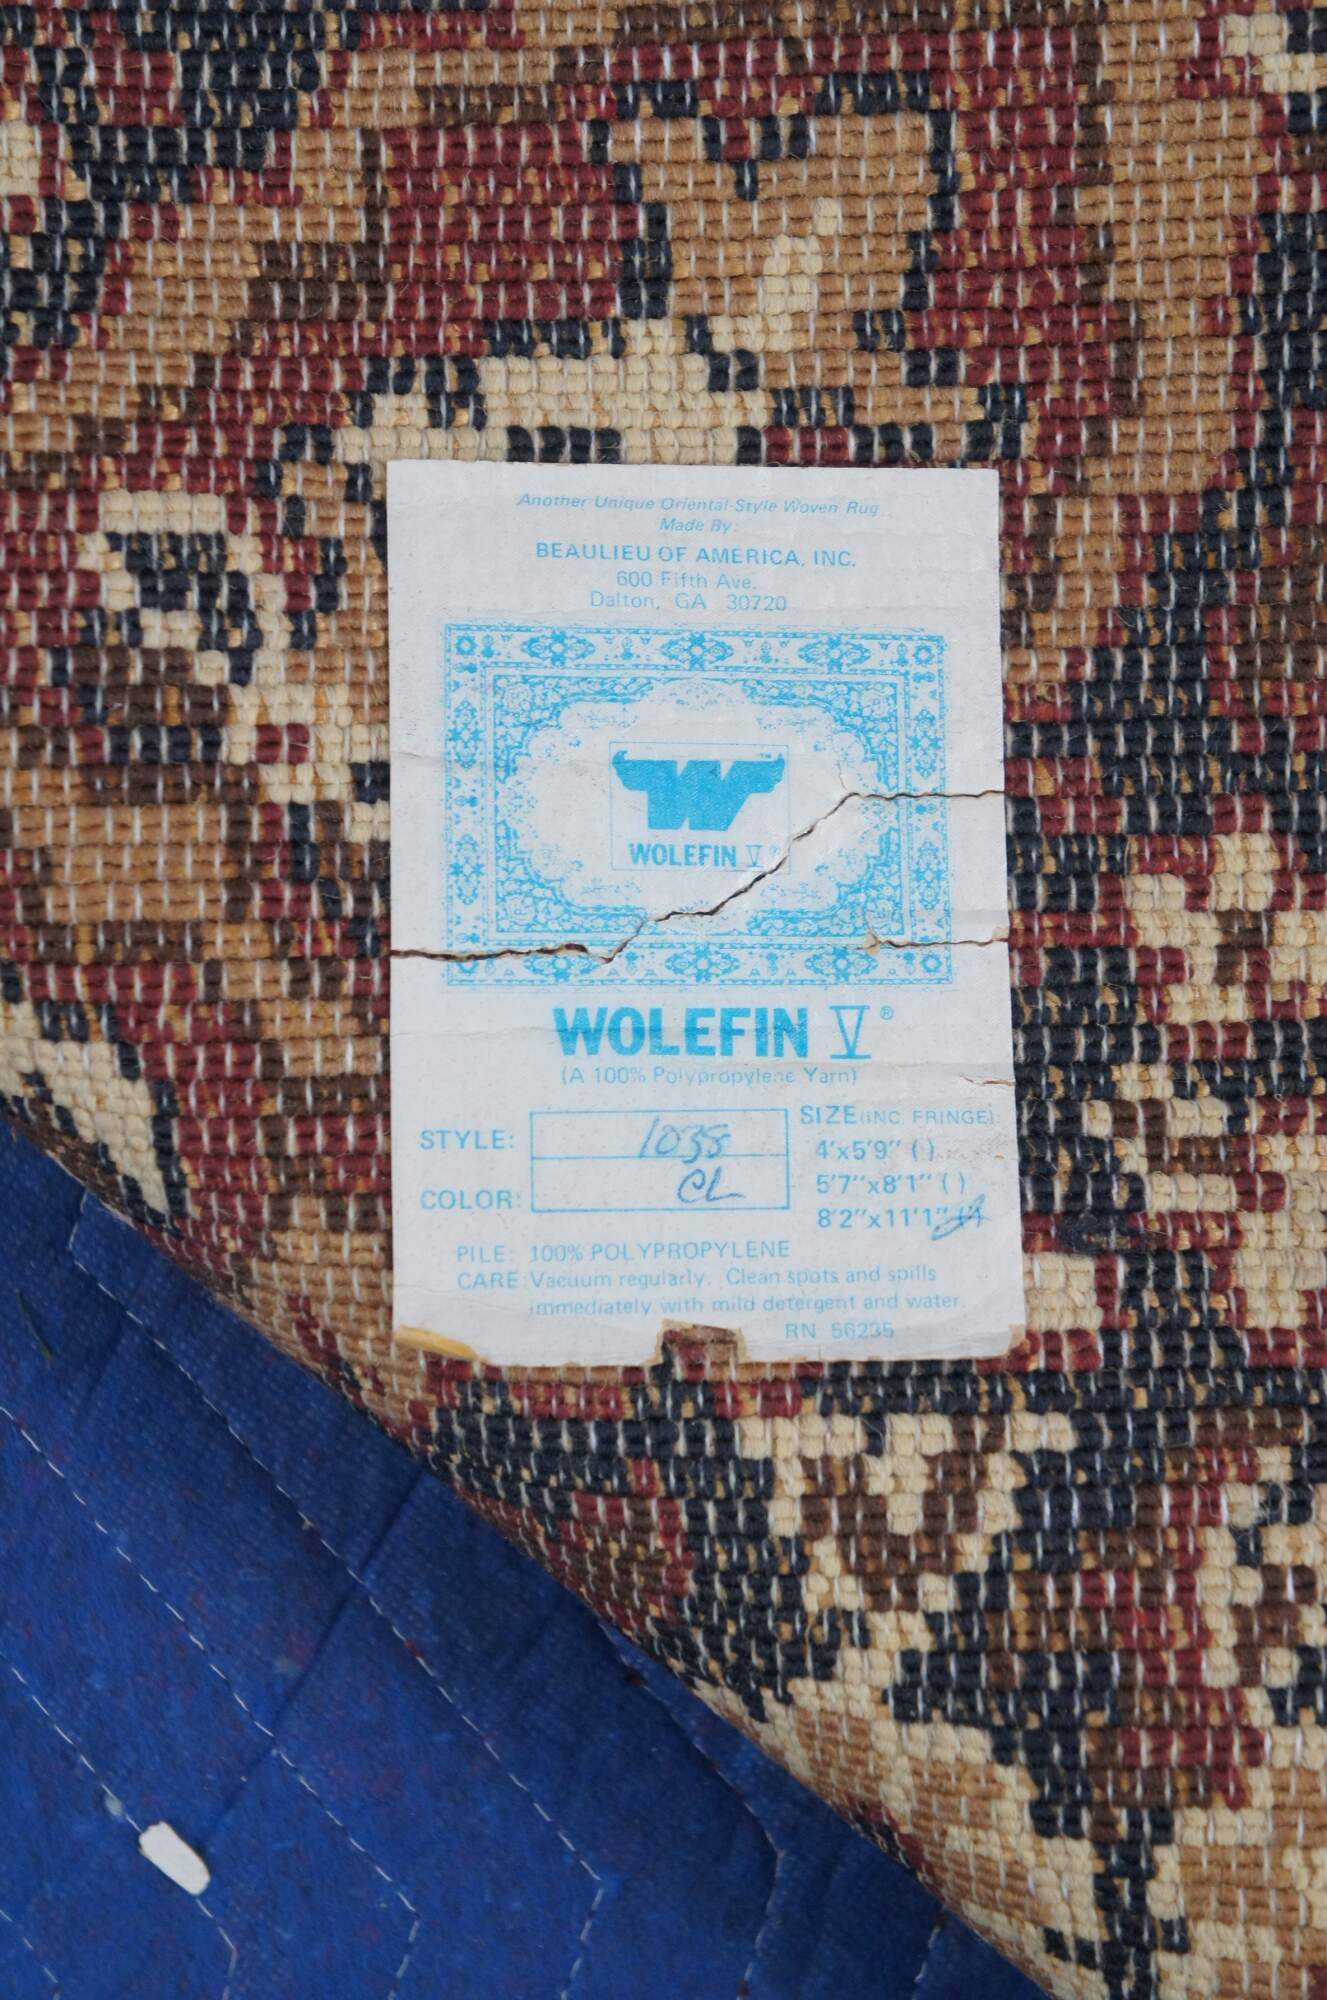 Another Unique Oriental-Style Woven Rug
Made By:
BEAULIEU OF AMERICA, INC.
600 Fifth Ave.
Dalton, GA 30720
W™
WOLEFIN V®
WOLEFIN V®
(A 100% Polypropylene Yarn)
STYLE: 1038
COLOR: CL
SIZE (INC. FRINGE)
4'x5'9" ( )
5'7"x8'1" ( )
8'2"x11'1" ( )
PILE: 100% POLYPROPYLENE
CARE: Vacuum regularly. Clean spots and spills
immediately with mild detergent and water.
RN 56235